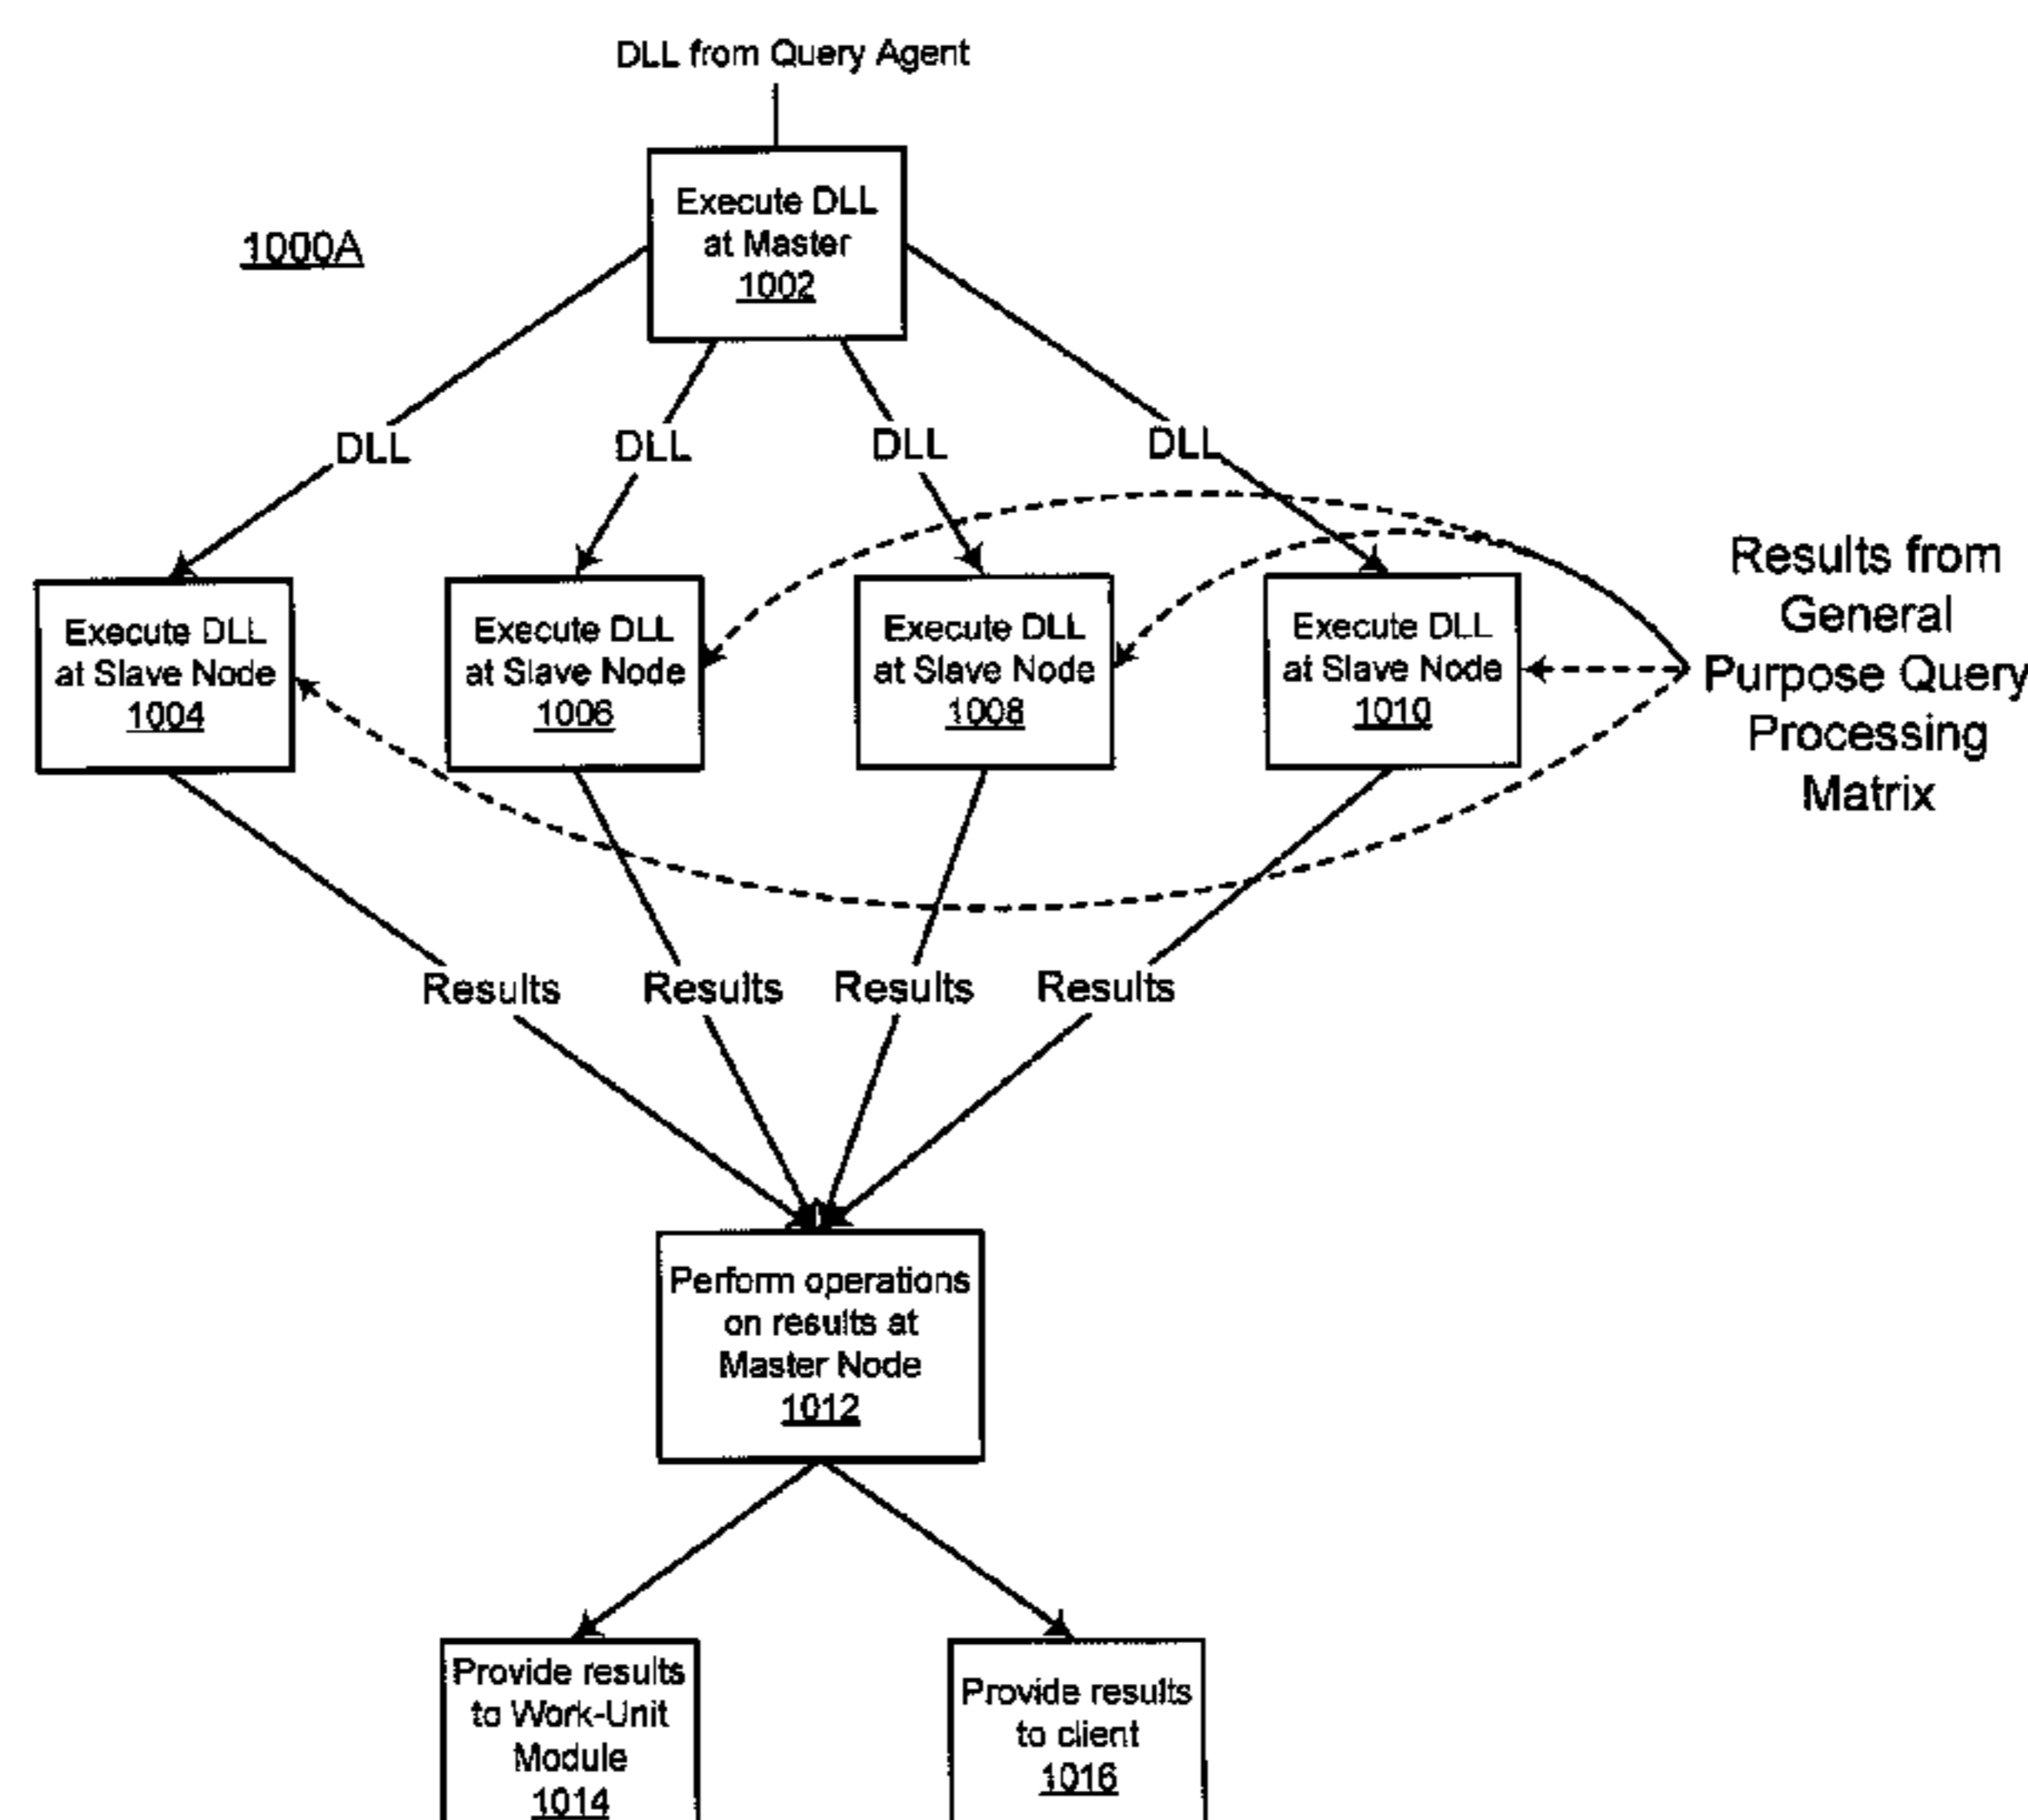 DLL from Query Agent
1000A
Execute DLL
at Master
1002
DLL
DLL
DLL
DLL
Results from
General
Purpose Query
Processing
Matrix
Execute DLL
at Slave Node
1004
Execute DLL
at Slave Node
1006
Execute DLL
at Slave Node
1008
Execute DLL
at Slave Node
1010
Results
Results
Results
Results
Perform operations
on results at
Master Node
1012
Provide results
to Work-Unit
Module
1014
Provide results
to client
1016